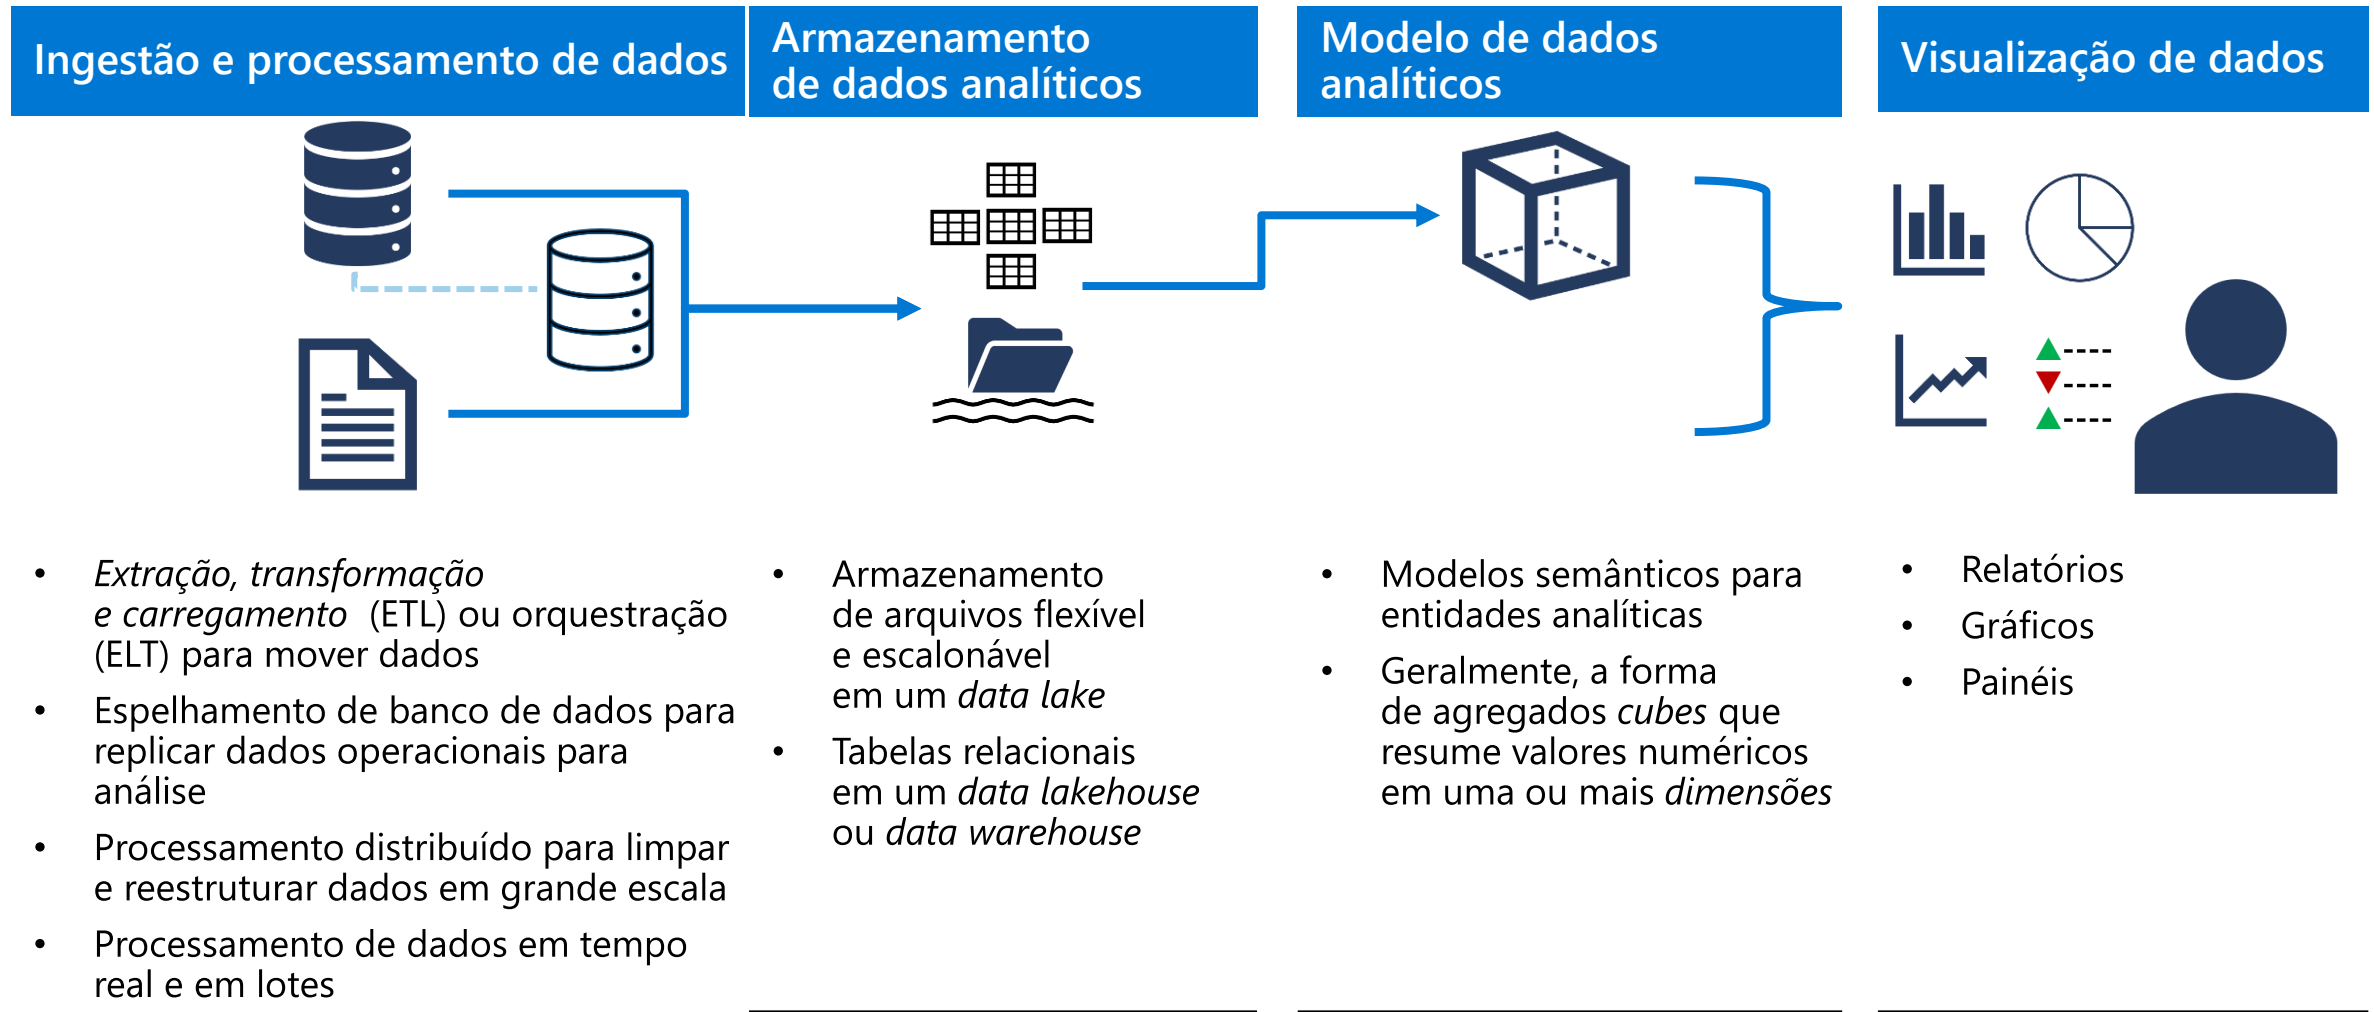 Ingestão e processamento de dados
Armazenamento
de dados analíticos
Modelo de dados
analíticos
Visualização de dados
• Extração, transformação
e carregamento (ETL) ou orquestração
(ELT) para mover dados
• Espelhamento de banco de dados para
replicar dados operacionais para
análise
• Processamento distribuído para limpar
e reestruturar dados em grande escala
• Processamento de dados em tempo
real e em lotes
• Armazenamento
de arquivos flexível
e escalonável
em um data lake
• Tabelas relacionais
em um data lakehouse
ou data warehouse
• Modelos semânticos para
entidades analíticas
• Geralmente, a forma
de agregados cubes que
resume valores numéricos
em uma ou mais dimensões
• Relatórios
• Gráficos
• Painéis